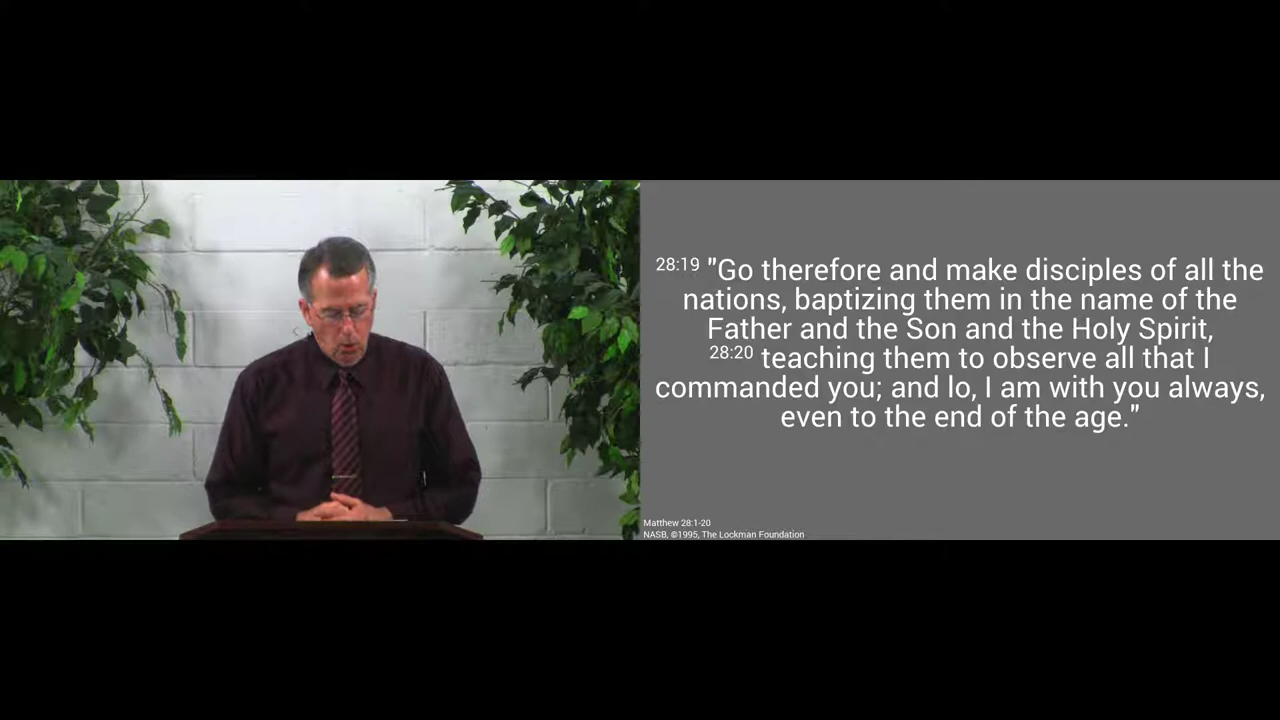 28:19 "Go therefore and make disciples of all the
nations, baptizing them in the name of the
Father and the Son and the Holy Spirit,
28:20 teaching them to observe all that I
commanded you; and lo, I am with you always,
even to the end of the age."
Matthew 28:1-20
NASB, ©1995, The Lockman Foundation